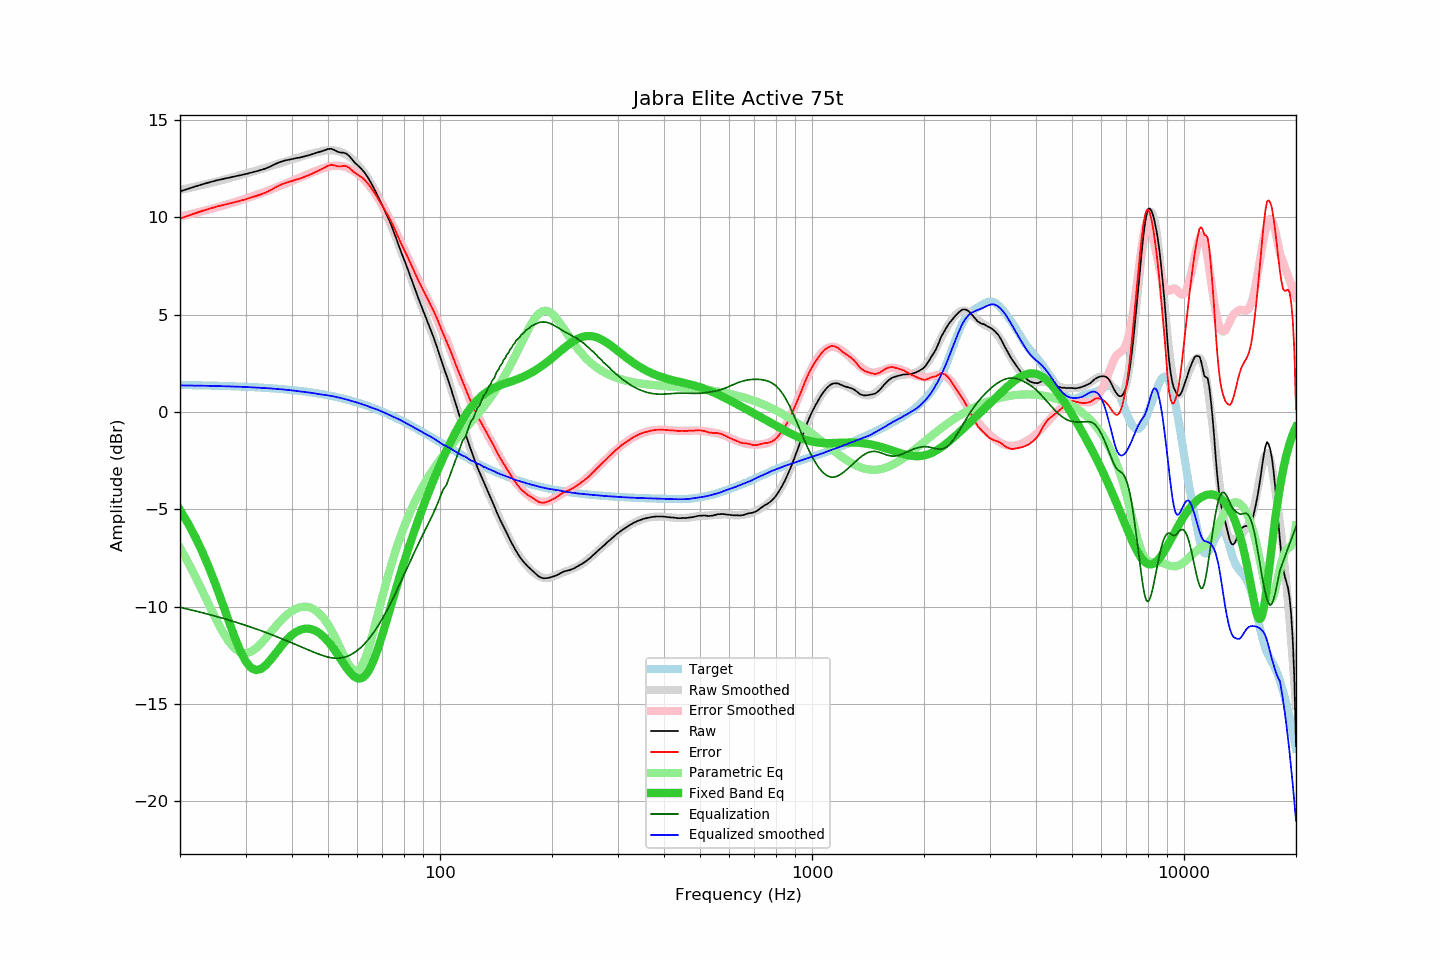 Jabra Elite Active 75t
15
10
5
0
−5
−10
−15
−20
Amplitude (dBr)
100
1000
10000
Frequency (Hz)
Target
Raw Smoothed
Error Smoothed
Raw
Error
Parametric Eq
Fixed Band Eq
Equalization
Equalized smoothed